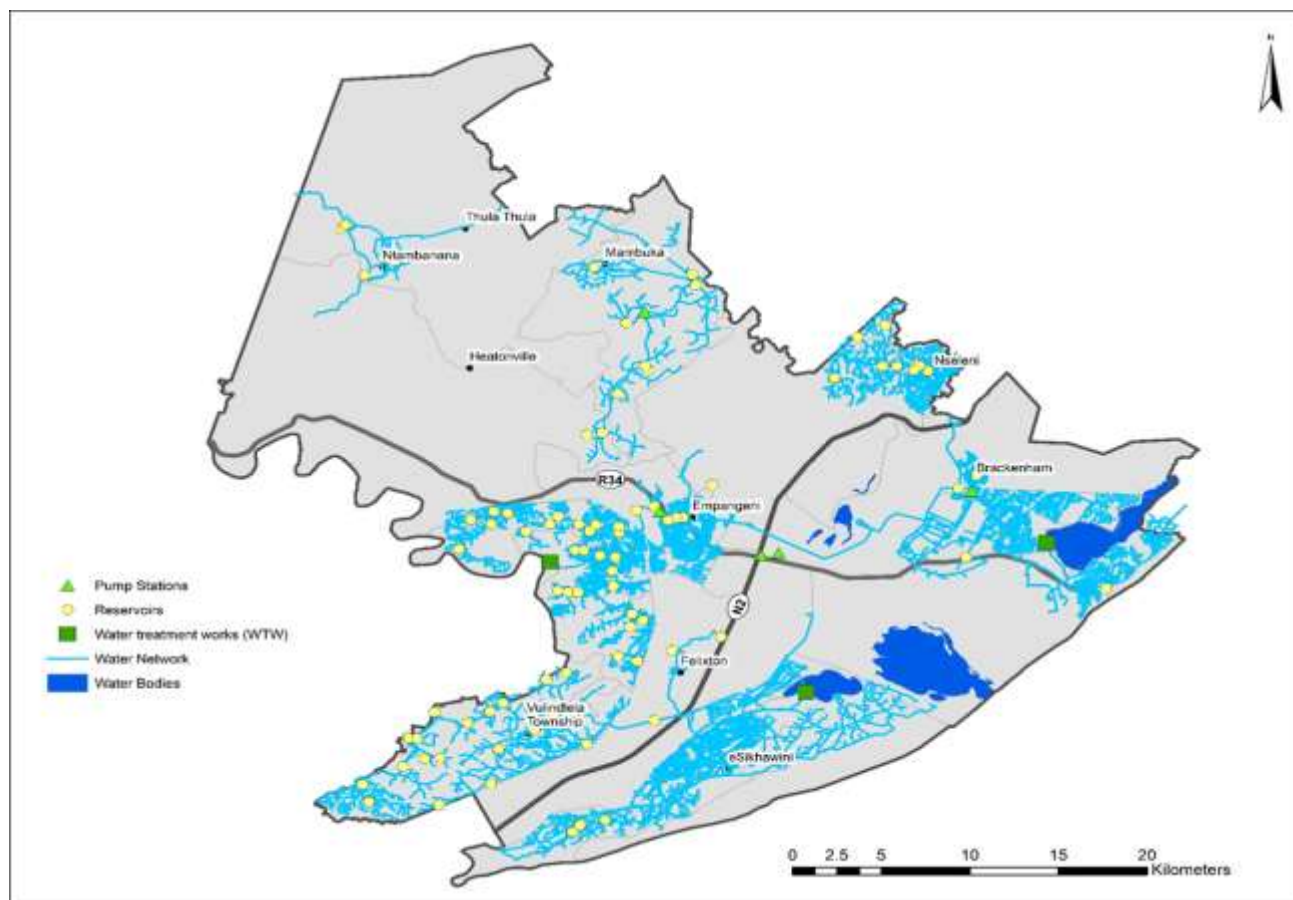 N
Thula Thula
Ntambanana
Mambuka
Heatonville
Nseleni
Brackenham
R34
Empangeni
N2
Felixton
Vulindlela
Township
eSikhawini
Pump Stations
Reservoirs
Water treatment works (WTW)
Water Network
Water Bodies
0 2.5 5 10 15 20
Kilometers